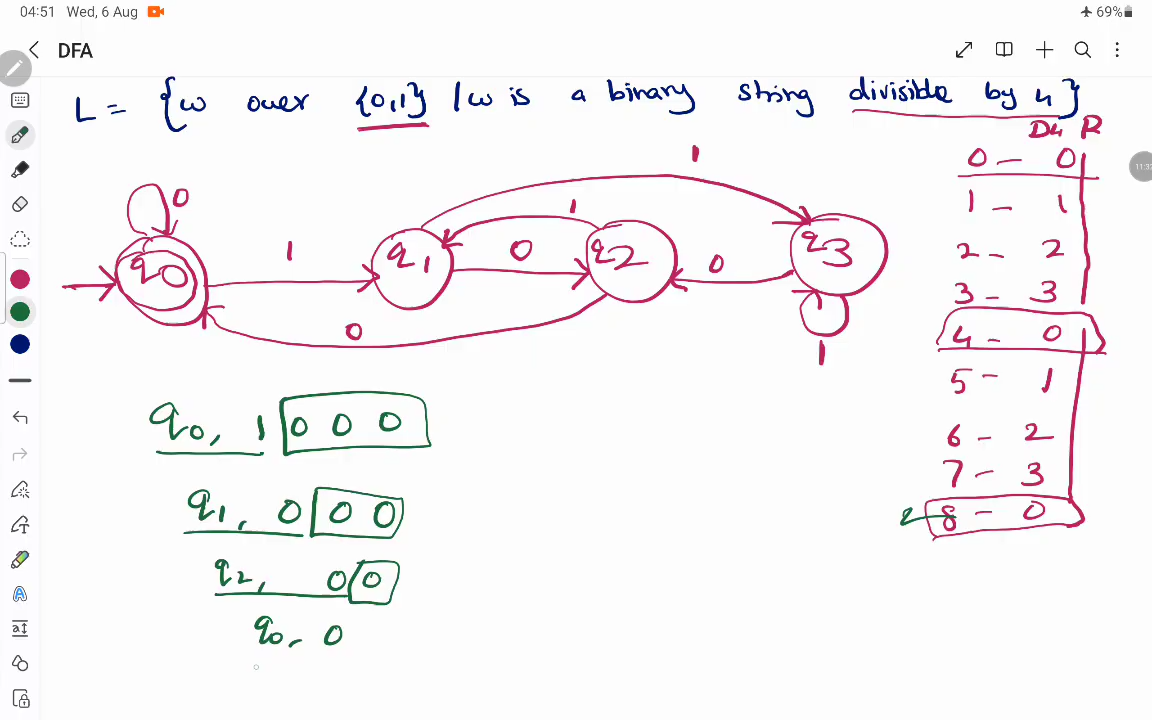 04:51 Wed, 6 Aug 69%
DFA
L = {w over {0,1} | w is a binary string divisible by 4}
D4 R
0 - 0
1 - 1
2 - 2
3 - 3
4 - 0
5 - 1
6 - 2
7 - 3
8 - 0
0
1
1
1
0
0
0
1
q0
q1
q2
q3
q0, 1 0 0 0
q1, 0 0 0
q2, 0 0
q0, 0
11:37